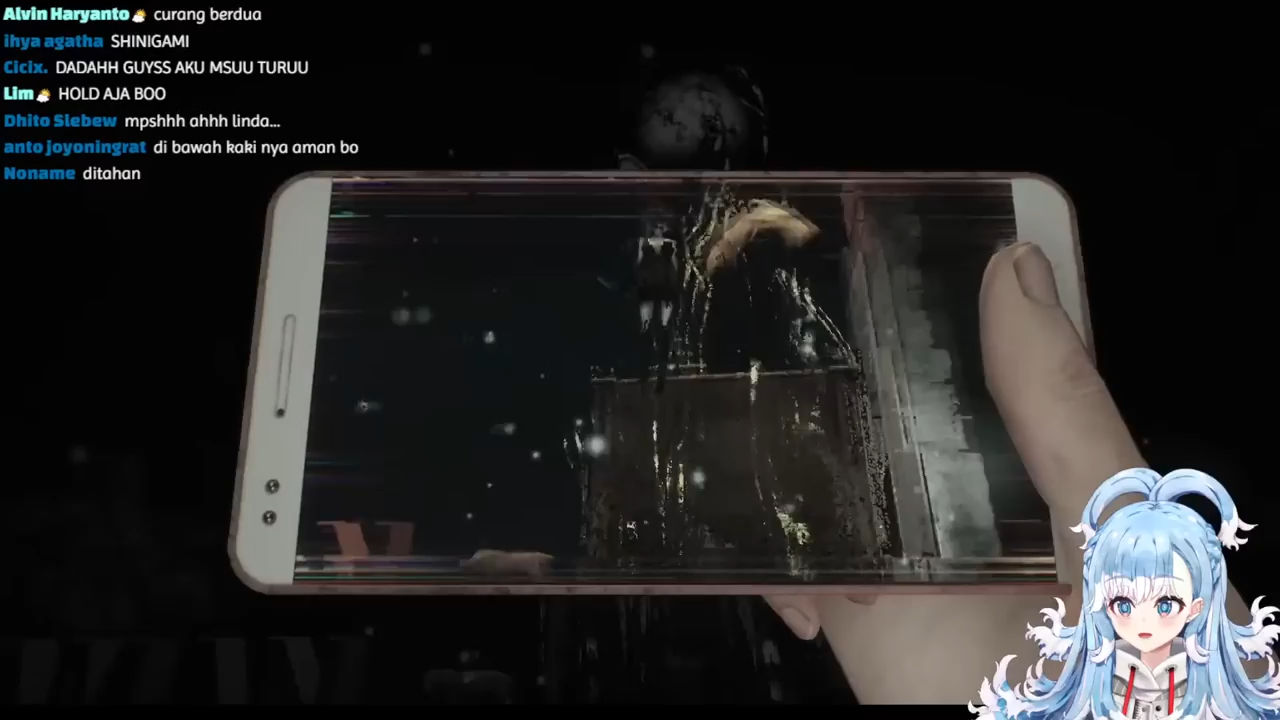 Alvin Haryanto curang berdua
ihya agatha SHINIGAMI
Cicix. DADAHH GUYSS AKU MSUU TURUU
Lim HOLD AJA BOO
Dhito Slebew mpshhh ahhh linda...
anto joyoningrat di bawah kaki nya aman bo
Noname ditahan